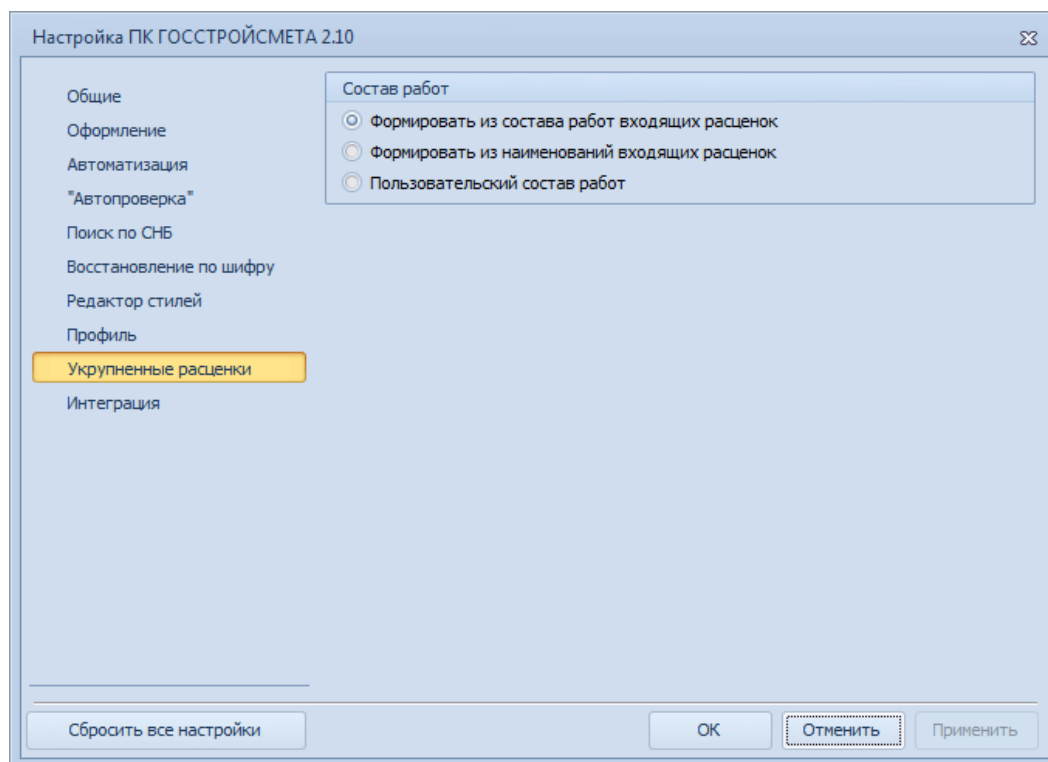 Настройка ПК ГОССТРОЙСМЕТА 2.10
Общие
Оформление
Автоматизация
"Автопроверка"
Поиск по СНБ
Восстановление по шифру
Редактор стилей
Профиль
Укрупненные расценки
Интеграция
Состав работ
Формировать из состава работ входящих расценок
Формировать из наименований входящих расценок
Пользовательский состав работ
Сбросить все настройки
ОК
Отменить
Применить